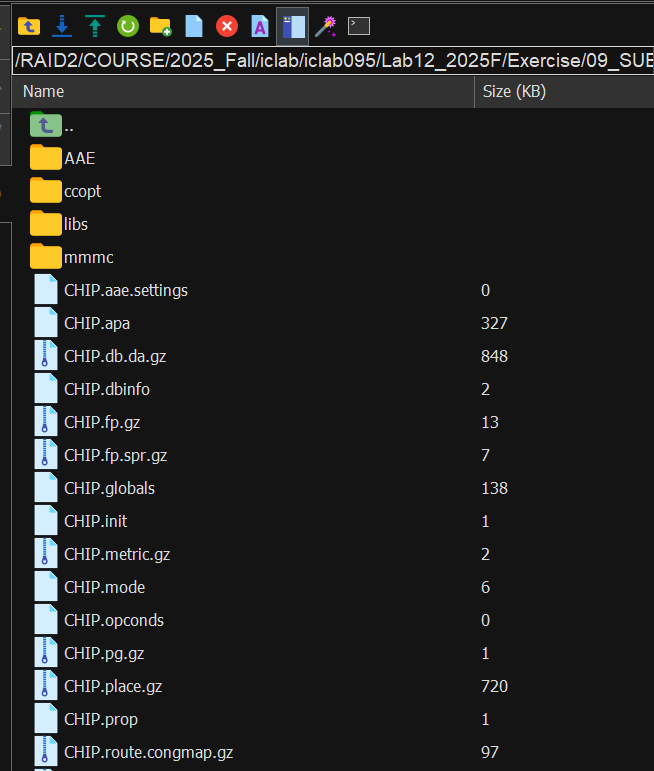 /RAID2/COURSE/2025_Fall/iclab/iclab095/Lab12_2025F/Exercise/09_SUB
Name Size (KB)
..
AAE
ccopt
libs
mmmc
CHIP.aae.settings 0
CHIP.apa 327
CHIP.db.da.gz 848
CHIP.dbinfo 2
CHIP.fp.gz 13
CHIP.fp.spr.gz 7
CHIP.globals 138
CHIP.init 1
CHIP.metric.gz 2
CHIP.mode 6
CHIP.opconds 0
CHIP.pg.gz 1
CHIP.place.gz 720
CHIP.prop 1
CHIP.route.congmap.gz 97